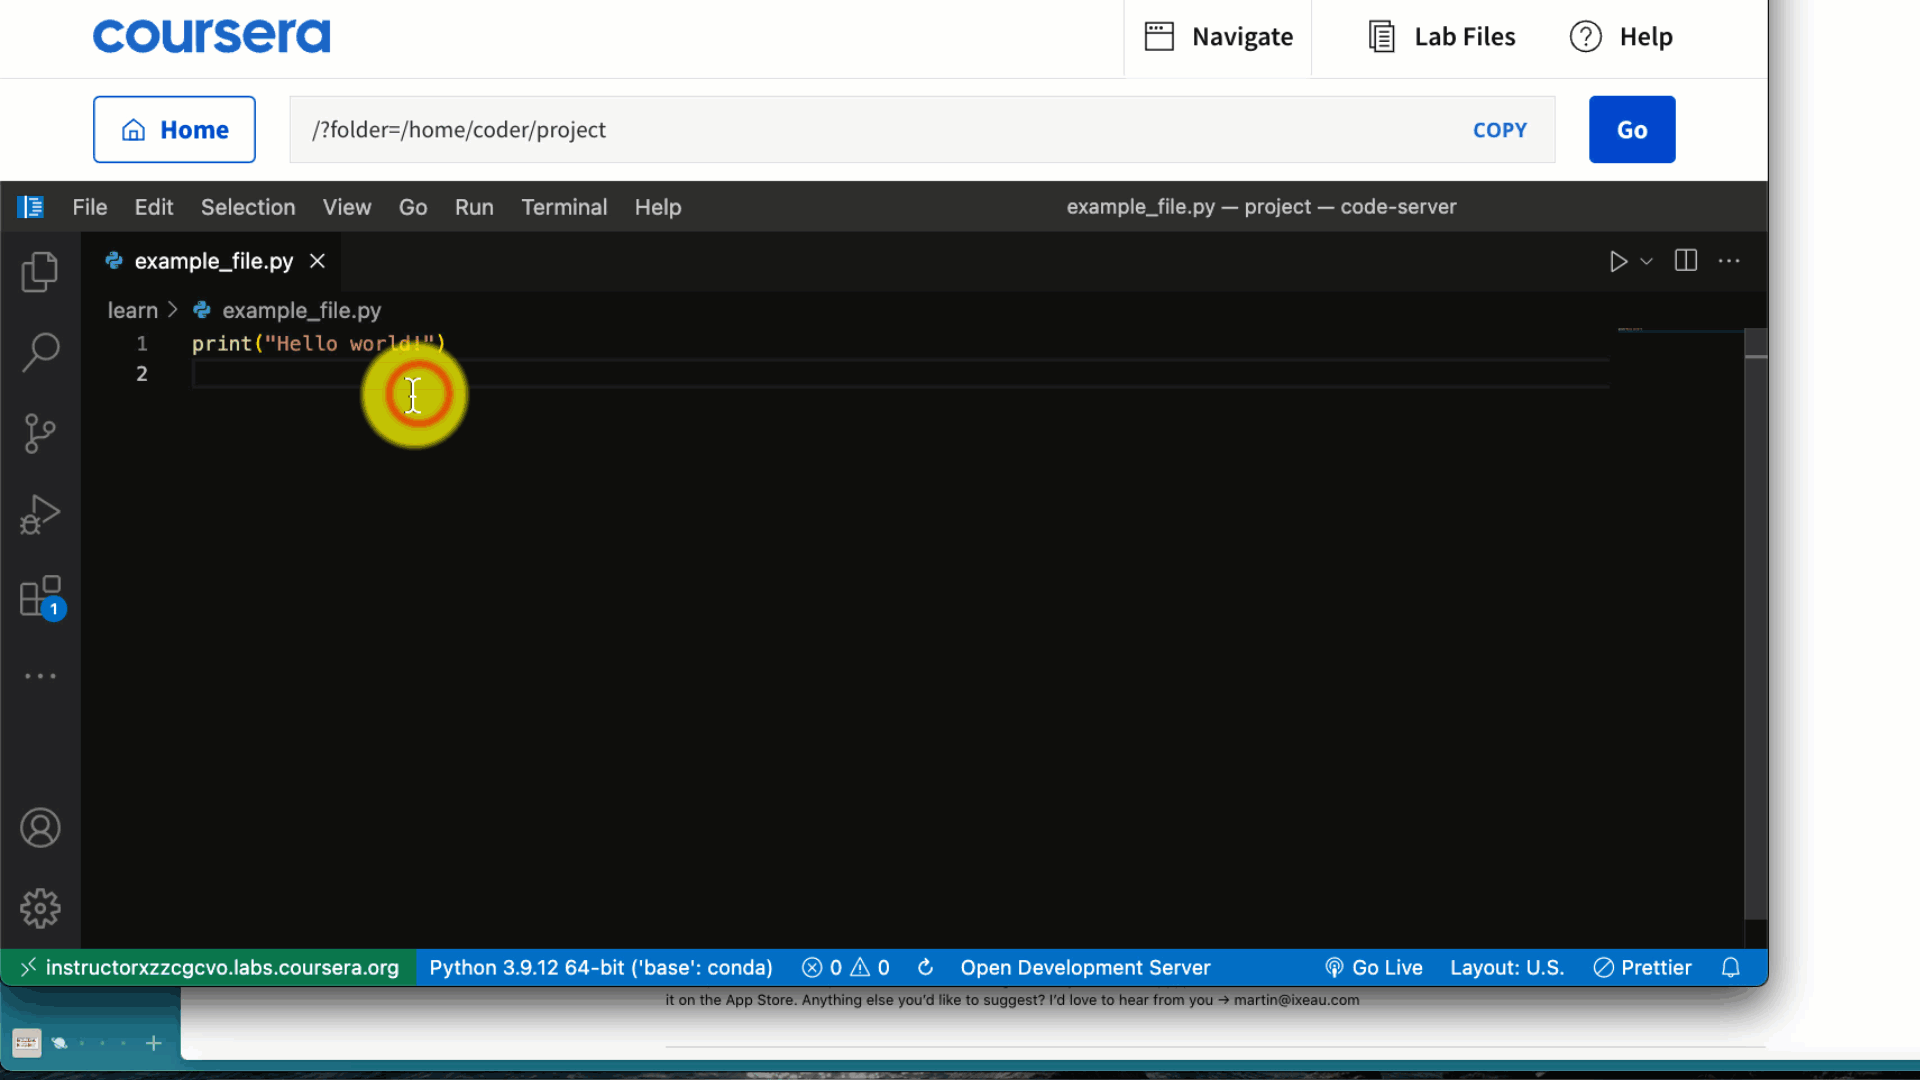 coursera
Navigate
Lab Files
Help
Home
/?folder=/home/coder/project
COPY
Go
File Edit Selection View Go Run Terminal Help
example_file.py — project — code-server
example_file.py
learn > example_file.py
1 print("Hello world!")
2
1
instructorxzzcgcvo.labs.coursera.org
Python 3.9.12 64-bit ('base': conda)
0 0
Open Development Server
Go Live
Layout: U.S.
Prettier
it on the App Store. Anything else you'd like to suggest? I'd love to hear from you → martin@ixeau.com